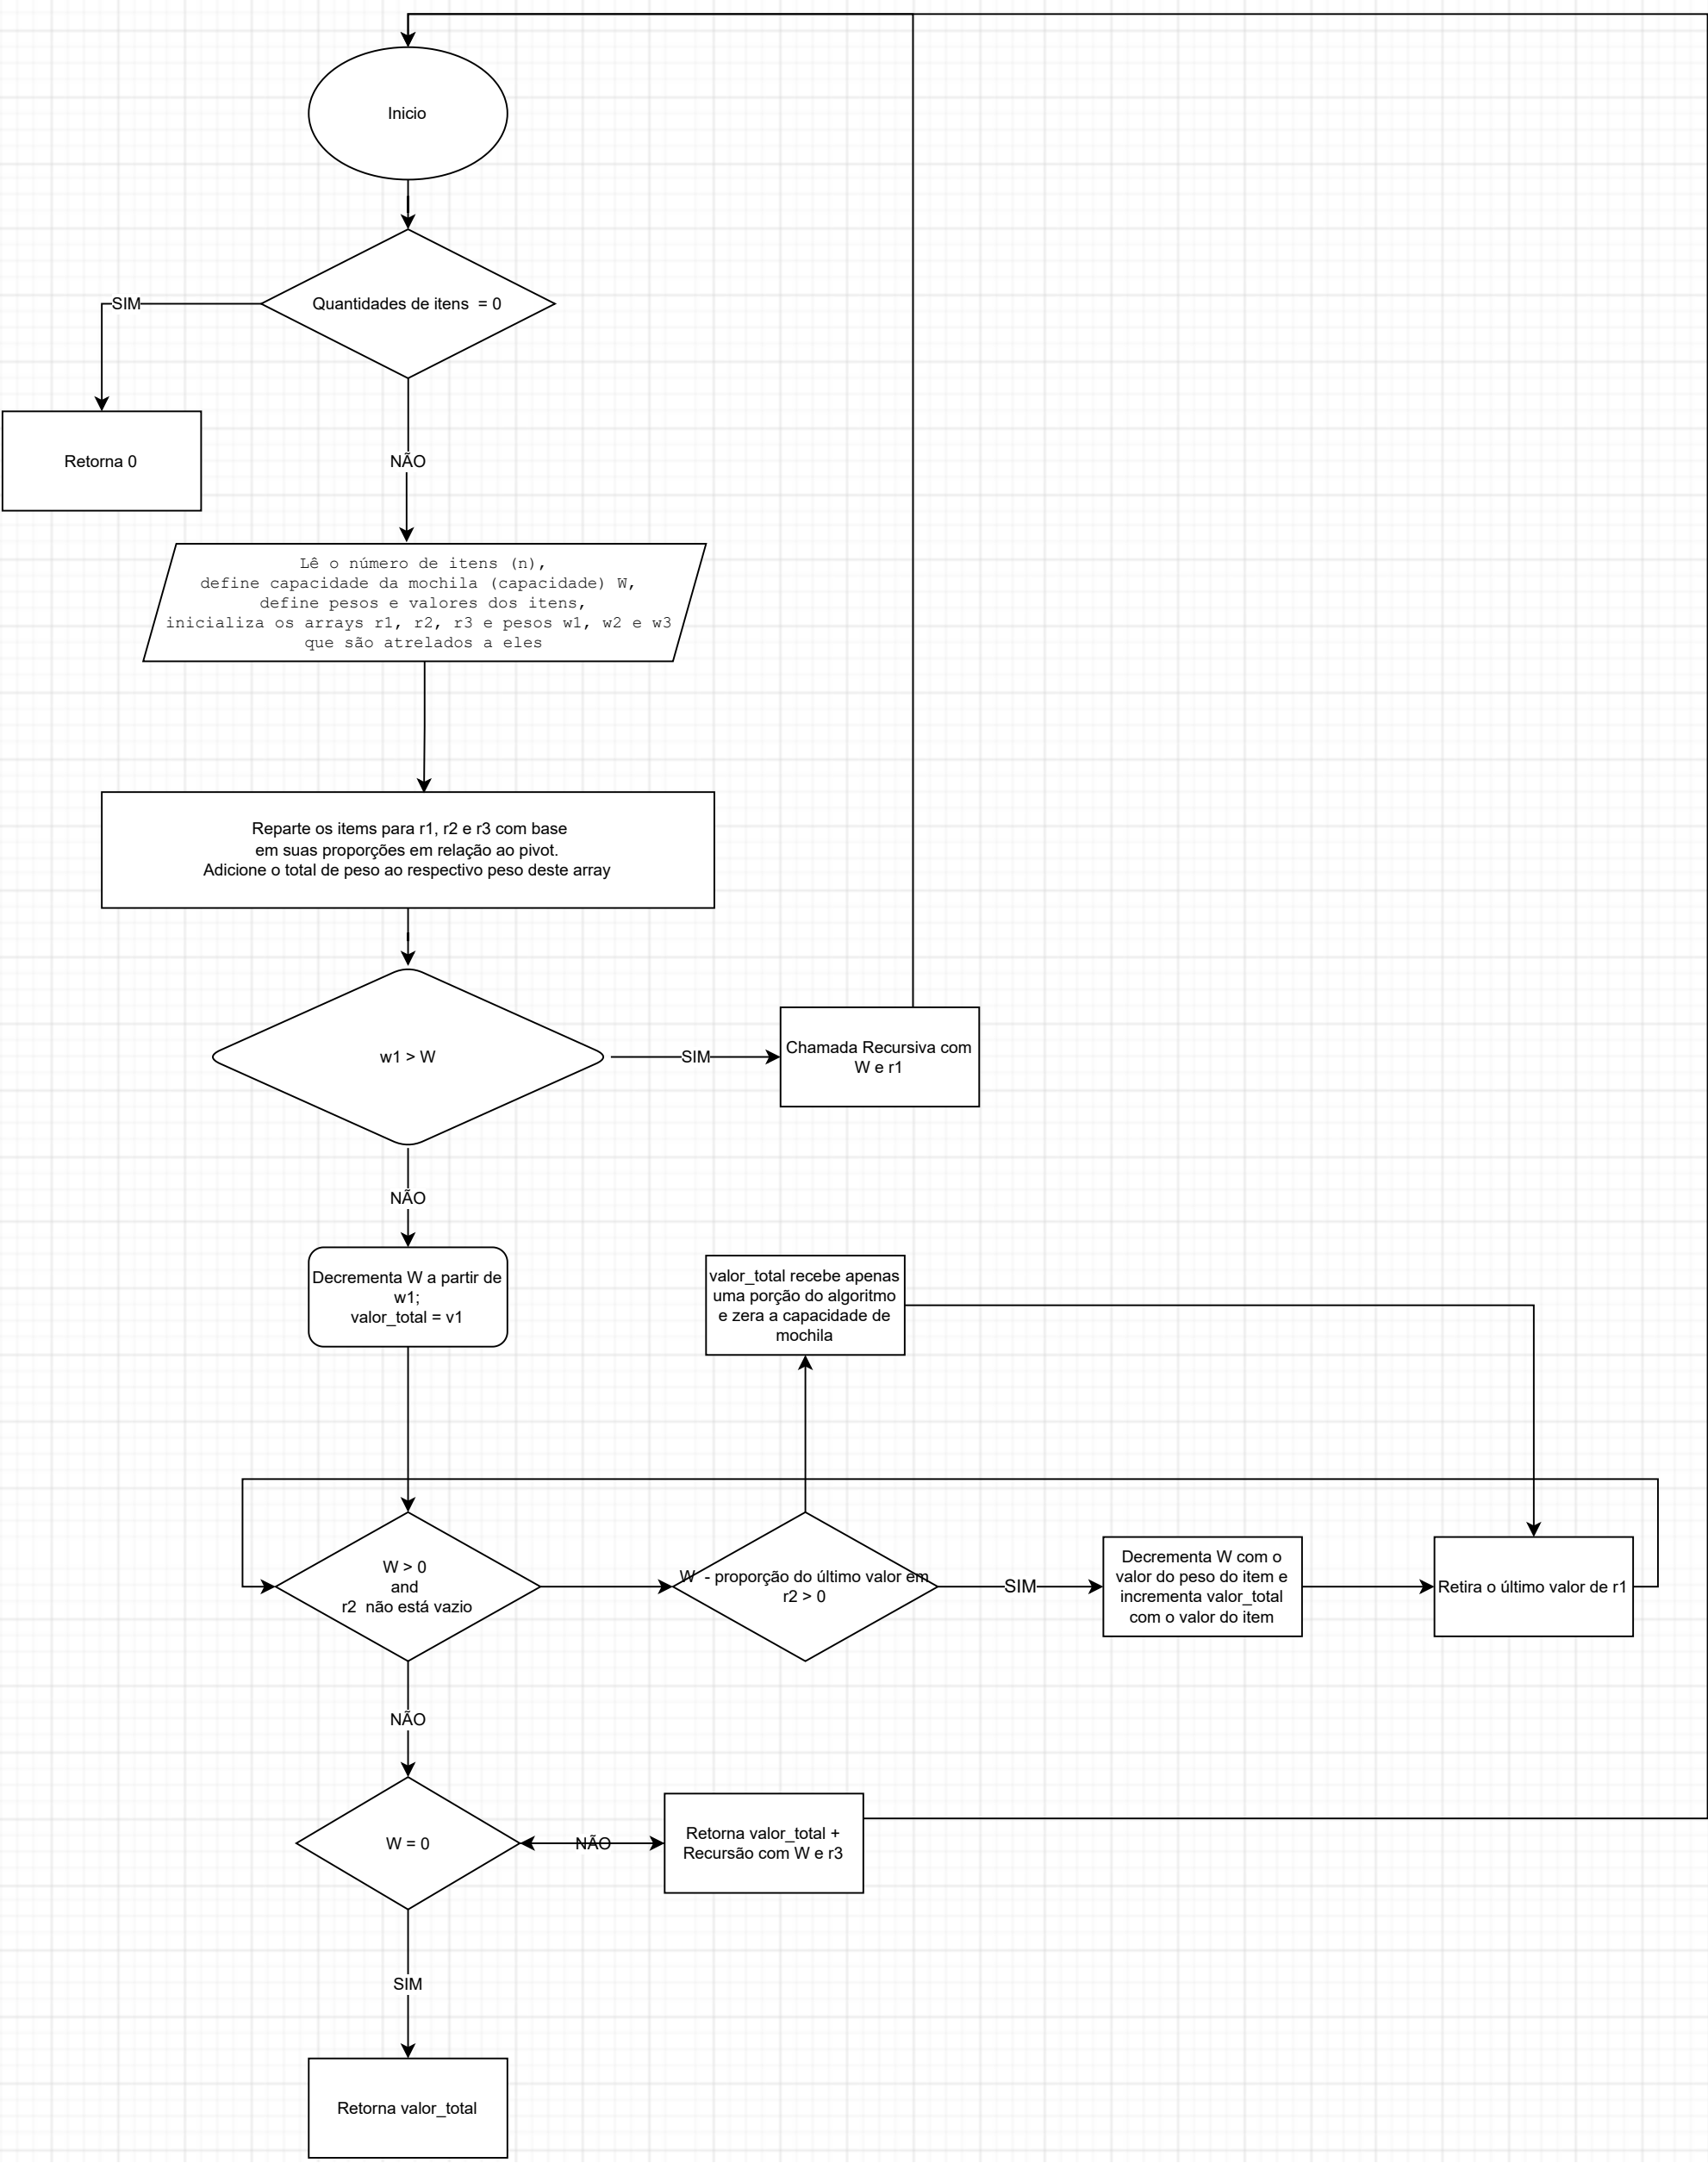 Inicio
Quantidades de itens = 0
SIM
Retorna 0
NÃO
Lê o número de itens (n),
define capacidade da mochila (capacidade) W,
define pesos e valores dos itens,
inicializa os arrays r1, r2, r3 e pesos w1, w2 e w3
que são atrelados a eles
Reparte os items para r1, r2 e r3 com base
em suas proporções em relação ao pivot.
Adicione o total de peso ao respectivo peso deste array
w1 > W
SIM
Chamada Recursiva com
W e r1
NÃO
Decrementa W a partir de
w1;
valor_total = v1
valor_total recebe apenas
uma porção do algoritmo
e zera a capacidade de
mochila
W > 0
and
r2 não está vazio
W - proporção do último valor em
r2 > 0
SIM
Decrementa W com o
valor do peso do item e
incrementa valor_total
com o valor do item
Retira o último valor de r1
NÃO
W = 0
NÃO
Retorna valor_total +
Recursão com W e r3
SIM
Retorna valor_total